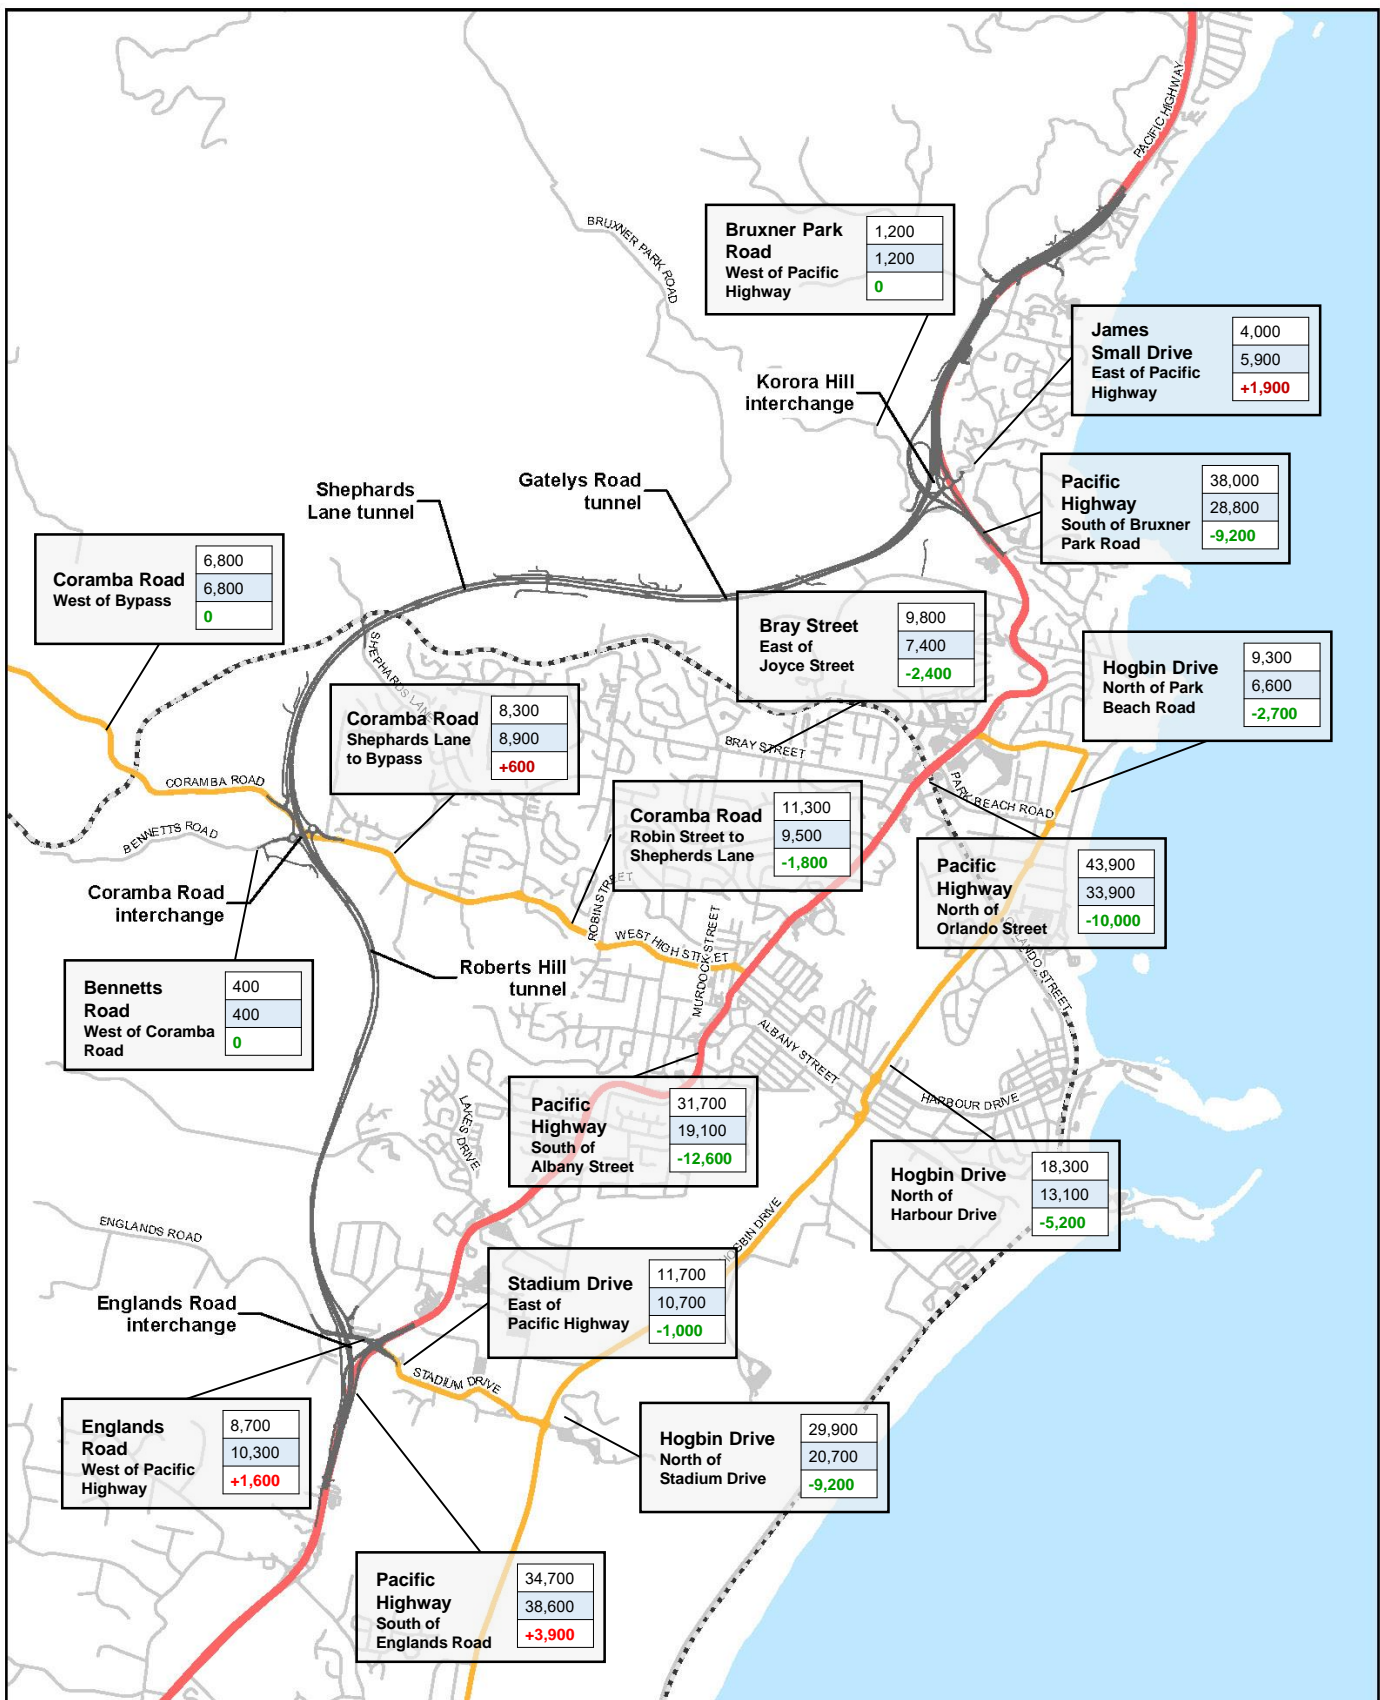 PACIFIC HIGHWAY
BRUXNER PARK ROAD
Bruxner Park
Road
West of Pacific
Highway
1,200
1,200
0
James
Small Drive
East of Pacific
Highway
4,000
5,900
+1,900
Korora Hill
interchange
Pacific
Highway
South of Bruxner
Park Road
38,000
28,800
-9,200
Gatelys Road
tunnel
Shephards
Lane tunnel
Coramba Road
West of Bypass
6,800
6,800
0
Bray Street
East of
Joyce Street
9,800
7,400
-2,400
Hogbin Drive
North of Park
Beach Road
9,300
6,600
-2,700
SHEPHARDS LANE
Coramba Road
Shephards Lane
to Bypass
8,300
8,900
+600
BRAY STREET
CORAMBA ROAD
PARK BEACH ROAD
BENNETTS ROAD
Coramba Road
Robin Street to
Shepherds Lane
11,300
9,500
-1,800
Pacific
Highway
North of
Orlando Street
43,900
33,900
-10,000
Coramba Road
interchange
ROBIN STREET
WEST HIGH STREET
MURDOCK STREET
ORLANDO STREET
Roberts Hill
tunnel
Bennetts
Road
West of Coramba
Road
400
400
0
ALBANY STREET
HARBOUR DRIVE
LAKES DRIVE
Pacific
Highway
South of
Albany Street
31,700
19,100
-12,600
Hogbin Drive
North of
Harbour Drive
18,300
13,100
-5,200
ENGLANDS ROAD
HOGBIN DRIVE
Stadium Drive
East of
Pacific Highway
11,700
10,700
-1,000
Englands Road
interchange
STADIUM DRIVE
Englands
Road
West of Pacific
Highway
8,700
10,300
+1,600
Hogbin Drive
North of
Stadium Drive
29,900
20,700
-9,200
Pacific
Highway
South of
Englands Road
34,700
38,600
+3,900